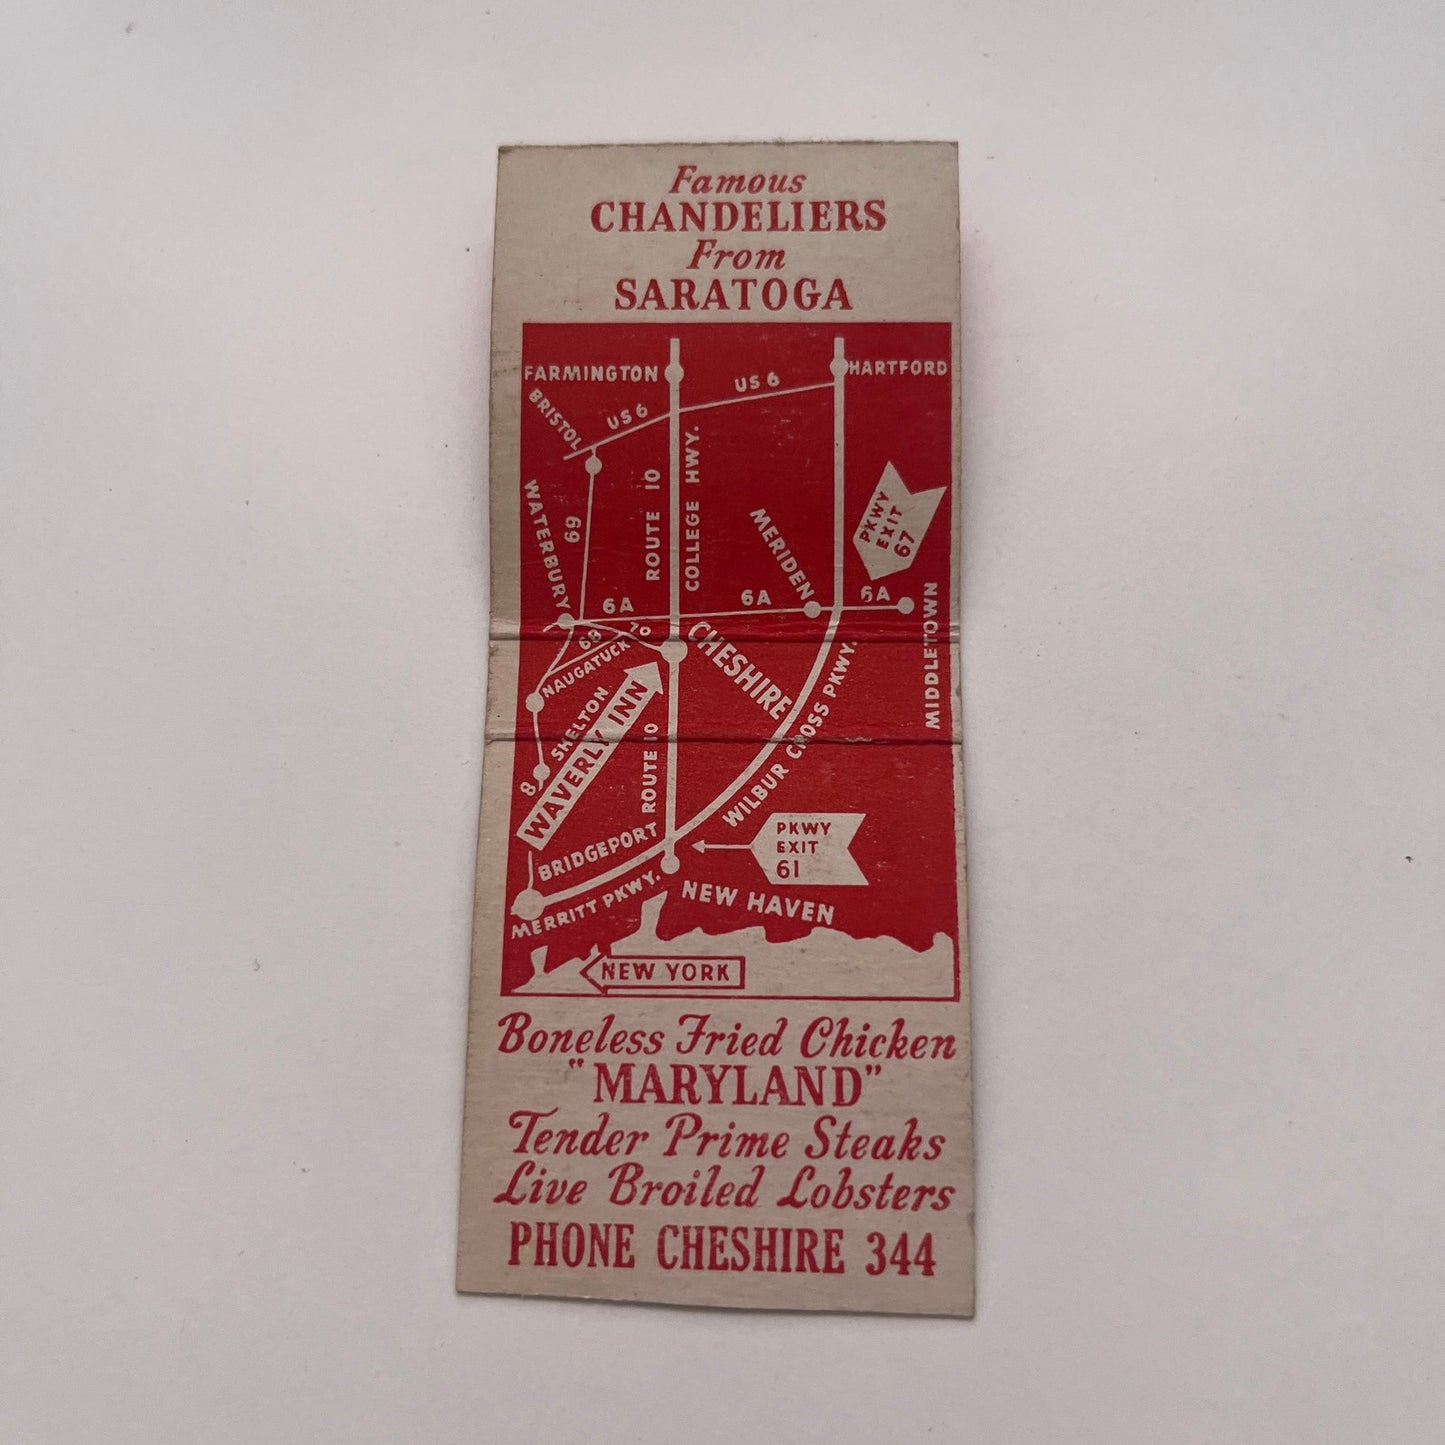 Famous
CHANDELIERS
From
SARATOGA
FARMINGTON
HARTFORD
US 6
US 6
BRISTOL
ROUTE 10
COLLEGE HWY.
WATERBURY
69
MERIDEN
PKWY
EXIT
67
6A
6A
6A
MIDDLETOWN
68
70
NAUGATUCK
CHESHIRE
SHELTON
8
WAVERLY INN
ROUTE 10
WILBUR CROSS PKWY.
BRIDGEPORT
PKWY
EXIT
61
MERRITT PKWY.
NEW HAVEN
NEW YORK
Boneless Fried Chicken
"MARYLAND"
Tender Prime Steaks
Live Broiled Lobsters
PHONE CHESHIRE 344